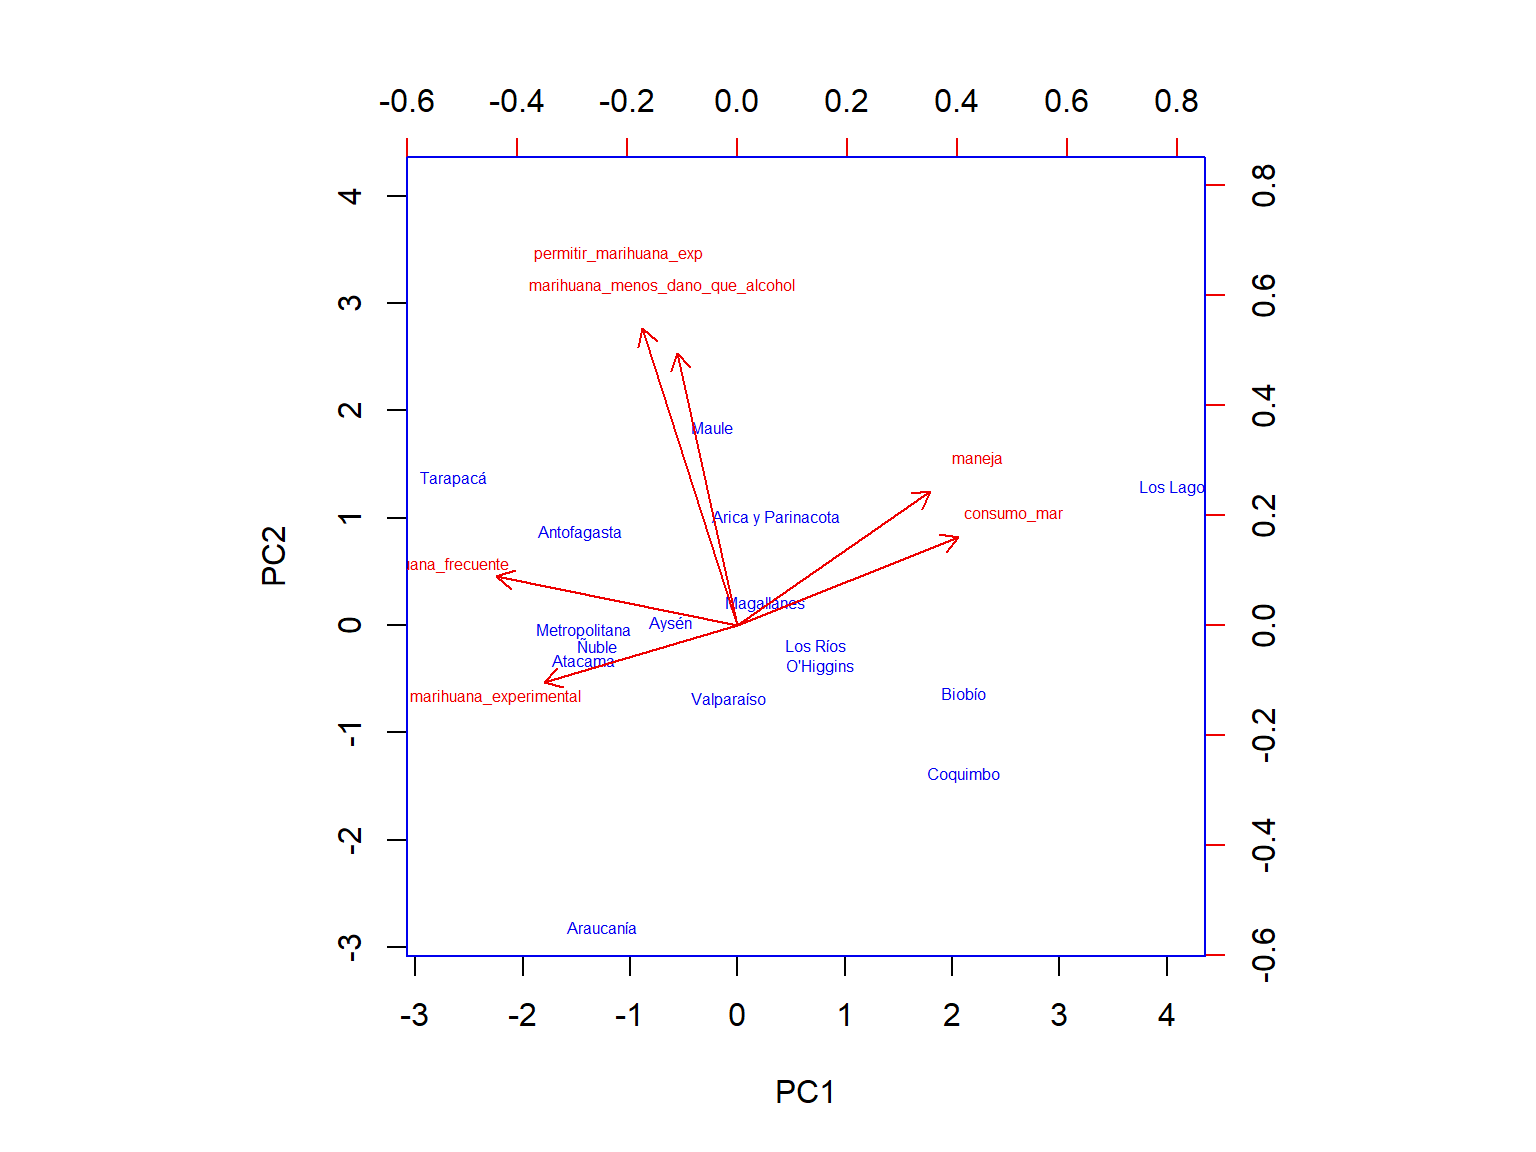 -0.6 -0.4 -0.2 0.0 0.2 0.4 0.6 0.8
4
3
2
1
0
-1
-2
-3
PC2
0.8
0.6
0.4
0.2
0.0
-0.2
-0.4
-0.6
permitir_marihuana_exp
marihuana_menos_dano_que_alcohol
Maule
maneja
Tarapacá
Los Lago
Arica y Parinacota
consumo_mar
Antofagasta
uana_frecuente
Magallanes
Aysén
Metropolitana
Ñuble
Los Ríos
Atacama
O'Higgins
marihuana_experimental
Valparaíso
Biobío
Coquimbo
Araucanía
-3 -2 -1 0 1 2 3 4
PC1